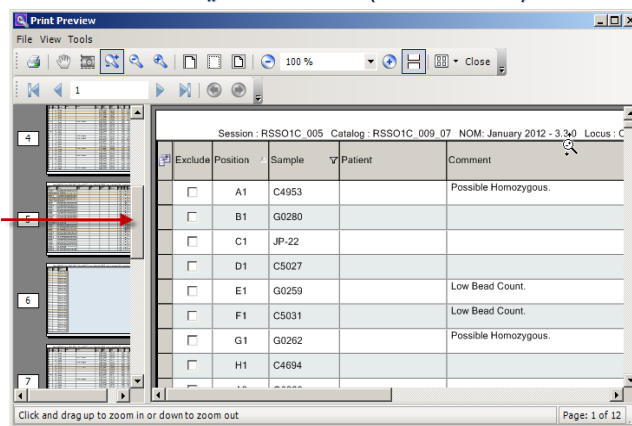 Print Preview
File View Tools
100 % Close
1
4
5
6
7
Session : RSSO1C_005 Catalog : RSSO1C_009_07 NOM: January 2012 - 3.3.0 Locus : C
Exclude Position Sample Patient Comment
A1 C4953 Possible Homozygous.
B1 G0280
C1 JP-22
D1 C5027
E1 G0259 Low Bead Count.
F1 C5031 Low Bead Count.
G1 G0262 Possible Homozygous.
H1 C4694
Click and drag up to zoom in or down to zoom out Page: 1 of 12